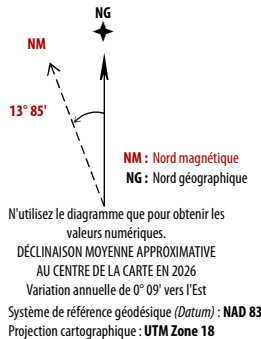 NG
NM
13° 85'
NM : Nord magnétique
NG : Nord géographique
N'utilisez le diagramme que pour obtenir les
valeurs numériques.
DÉCLINAISON MOYENNE APPROXIMATIVE
AU CENTRE DE LA CARTE EN 2026
Variation annuelle de 0° 09' vers l'Est
Système de référence géodésique (Datum) : NAD 83
Projection cartographique : UTM Zone 18